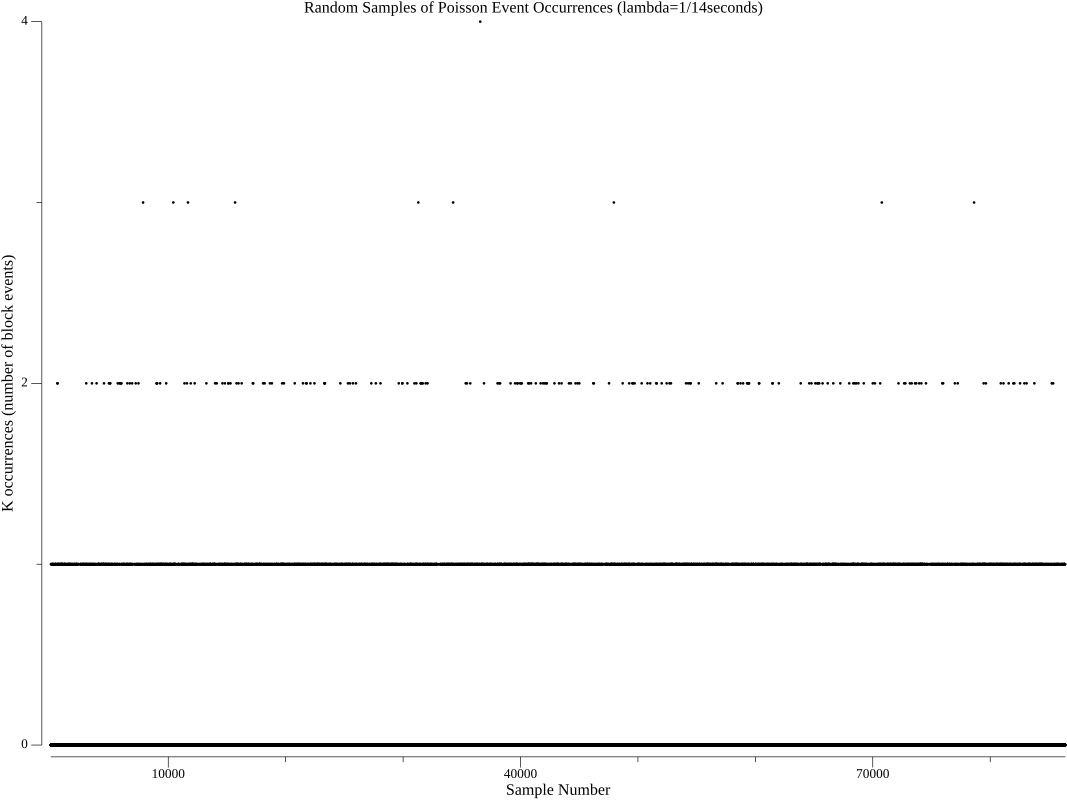 Random Samples of Poisson Event Occurrences (lambda=1/14seconds)
4
2
0
K occurrences (number of block events)
10000
40000
70000
Sample Number